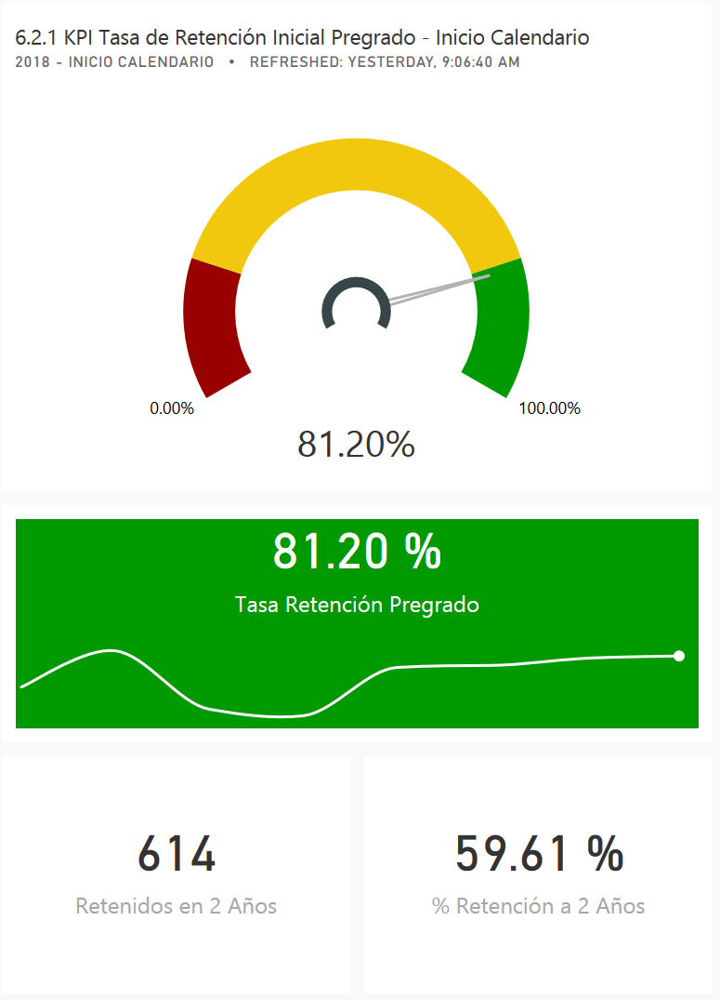 6.2.1 KPI Tasa de Retención Inicial Pregrado - Inicio Calendario
2018 - INICIO CALENDARIO • REFRESHED: YESTERDAY, 9:06:40 AM
0.00%
100.00%
81.20%
81.20 %
Tasa Retención Pregrado
614
Retenidos en 2 Años
59.61 %
% Retención a 2 Años